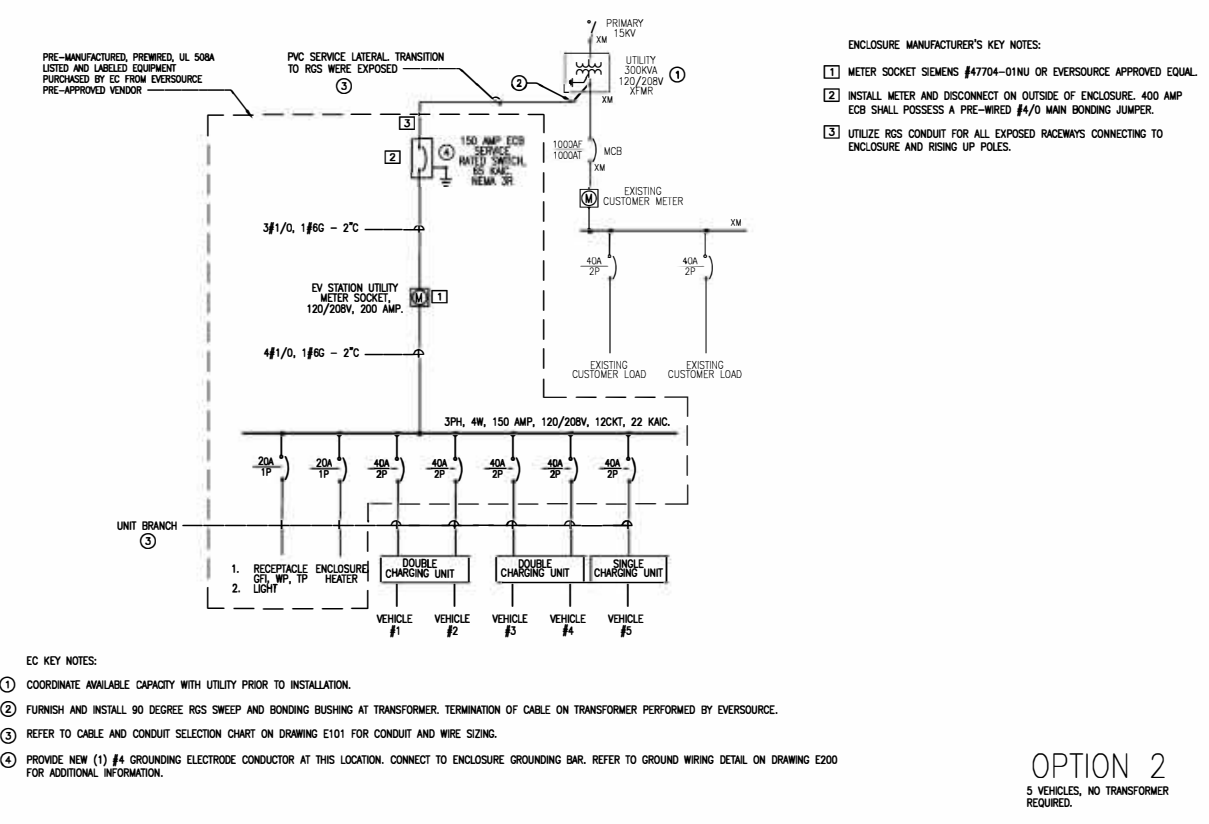 PRIMARY
15KV
XM
UTILITY
300KVA
120/208V
XFMR
1
XM
PRE-MANUFACTURED, PREWIRED, UL 508A
LISTED AND LABELED EQUIPMENT
PURCHASED BY EC FROM EVERSOURCE
PRE-APPROVED VENDOR
PVC SERVICE LATERAL. TRANSITION
TO RGS WERE EXPOSED
3
2
ENCLOSURE MANUFACTURER'S KEY NOTES:
1 METER SOCKET SIEMENS #47704-01NU OR EVERSOURCE APPROVED EQUAL.
2 INSTALL METER AND DISCONNECT ON OUTSIDE OF ENCLOSURE. 400 AMP
ECB SHALL POSSESS A PRE-WIRED #4/0 MAIN BONDING JUMPER.
3 UTILIZE RGS CONDUIT FOR ALL EXPOSED RACEWAYS CONNECTING TO
ENCLOSURE AND RISING UP POLES.
3
2
4
150 AMP ECB
SERVICE
RATED SWITCH,
65 KAIC.
NEMA 3R
1000AF
1000AT
MCB
XM
M
EXISTING
CUSTOMER METER
XM
40A
2P
40A
2P
EXISTING
CUSTOMER LOAD
EXISTING
CUSTOMER LOAD
3#1/0, 1#6G - 2"C
EV STATION UTILITY
METER SOCKET,
120/208V, 200 AMP.
M
1
4#1/0, 1#6G - 2"C
3PH, 4W, 150 AMP, 120/208V, 12CKT, 22 KAIC.
20A
1P
20A
1P
40A
2P
40A
2P
40A
2P
40A
2P
40A
2P
UNIT BRANCH
3
1. RECEPTACLE
GFI, WP, TP
2. LIGHT
ENCLOSURE
HEATER
DOUBLE
CHARGING UNIT
DOUBLE
CHARGING UNIT
SINGLE
CHARGING UNIT
VEHICLE
#1
VEHICLE
#2
VEHICLE
#3
VEHICLE
#4
VEHICLE
#5
EC KEY NOTES:
1 COORDINATE AVAILABLE CAPACITY WITH UTILITY PRIOR TO INSTALLATION.
2 FURNISH AND INSTALL 90 DEGREE RGS SWEEP AND BONDING BUSHING AT TRANSFORMER. TERMINATION OF CABLE ON TRANSFORMER PERFORMED BY EVERSOURCE.
3 REFER TO CABLE AND CONDUIT SELECTION CHART ON DRAWING E101 FOR CONDUIT AND WIRE SIZING.
4 PROVIDE NEW (1) #4 GROUNDING ELECTRODE CONDUCTOR AT THIS LOCATION. CONNECT TO ENCLOSURE GROUNDING BAR. REFER TO GROUND WIRING DETAIL ON DRAWING E200
FOR ADDITIONAL INFORMATION.
OPTION 2
5 VEHICLES, NO TRANSFORMER
REQUIRED.